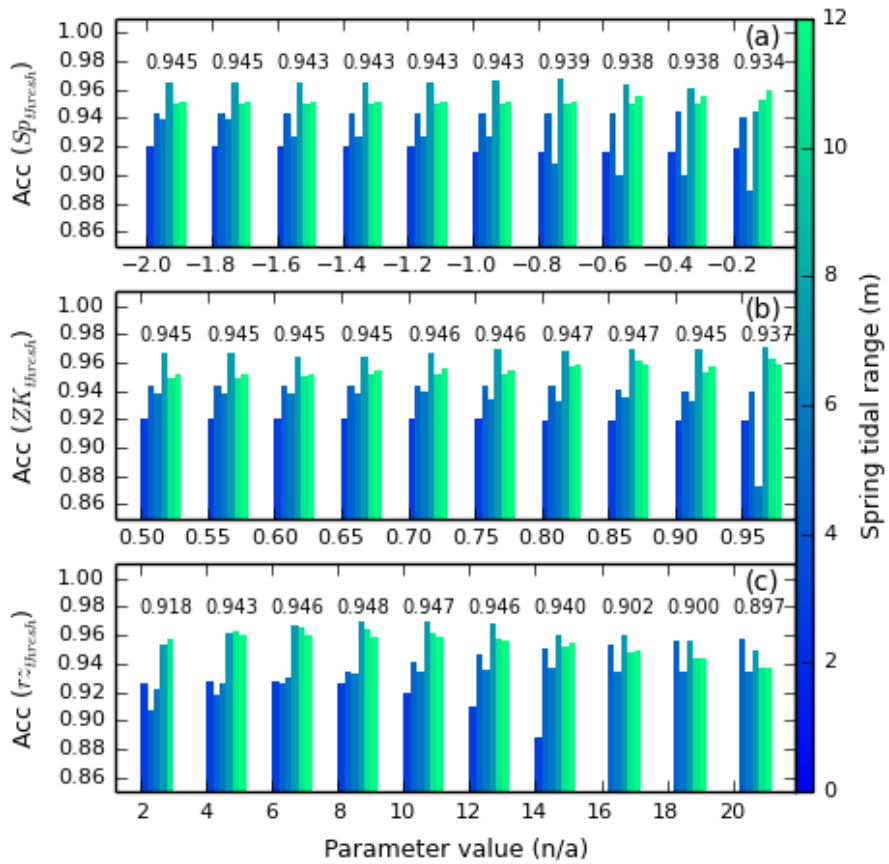 1.00 (a) 12
0.98
0.96 0.945 0.945 0.943 0.943 0.943 0.943 0.939 0.938 0.938 0.934
0.94
0.92
0.90
0.88
0.86
Acc (Sp_thresh)
−2.0 −1.8 −1.6 −1.4 −1.2 −1.0 −0.8 −0.6 −0.4 −0.2
10
8
1.00 (b)
0.98 0.945 0.945 0.945 0.945 0.946 0.946 0.947 0.947 0.945 0.937
0.96
0.94
0.92
0.90
0.88
0.86
Acc (ZK_thresh)
0.50 0.55 0.60 0.65 0.70 0.75 0.80 0.85 0.90 0.95
6
4
1.00 (c)
0.98 0.918 0.943 0.946 0.948 0.947 0.946 0.940 0.902 0.900 0.897
0.96
0.94
0.92
0.90
0.88
0.86
Acc (rz_thresh)
2 4 6 8 10 12 14 16 18 20
2
0
Parameter value (n/a)
Spring tidal range (m)